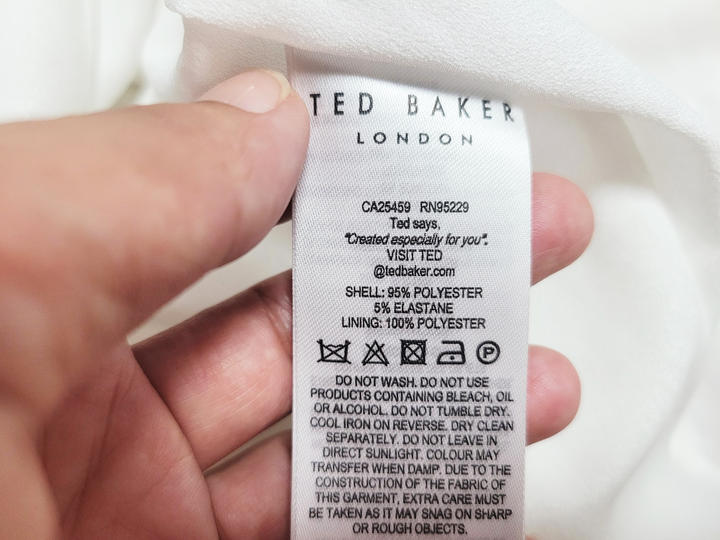 TED BAKER
LONDON
CA25459 RN95229
Ted says,
"Created especially for you".
VISIT TED
@tedbaker.com
SHELL: 95% POLYESTER
5% ELASTANE
LINING: 100% POLYESTER
P
DO NOT WASH. DO NOT USE
PRODUCTS CONTAINING BLEACH, OIL
OR ALCOHOL. DO NOT TUMBLE DRY.
COOL IRON ON REVERSE. DRY CLEAN
SEPARATELY. DO NOT LEAVE IN
DIRECT SUNLIGHT. COLOUR MAY
TRANSFER WHEN DAMP. DUE TO THE
CONSTRUCTION OF THE FABRIC OF
THIS GARMENT, EXTRA CARE MUST
BE TAKEN AS IT MAY SNAG ON SHARP
OR ROUGH OBJECTS.